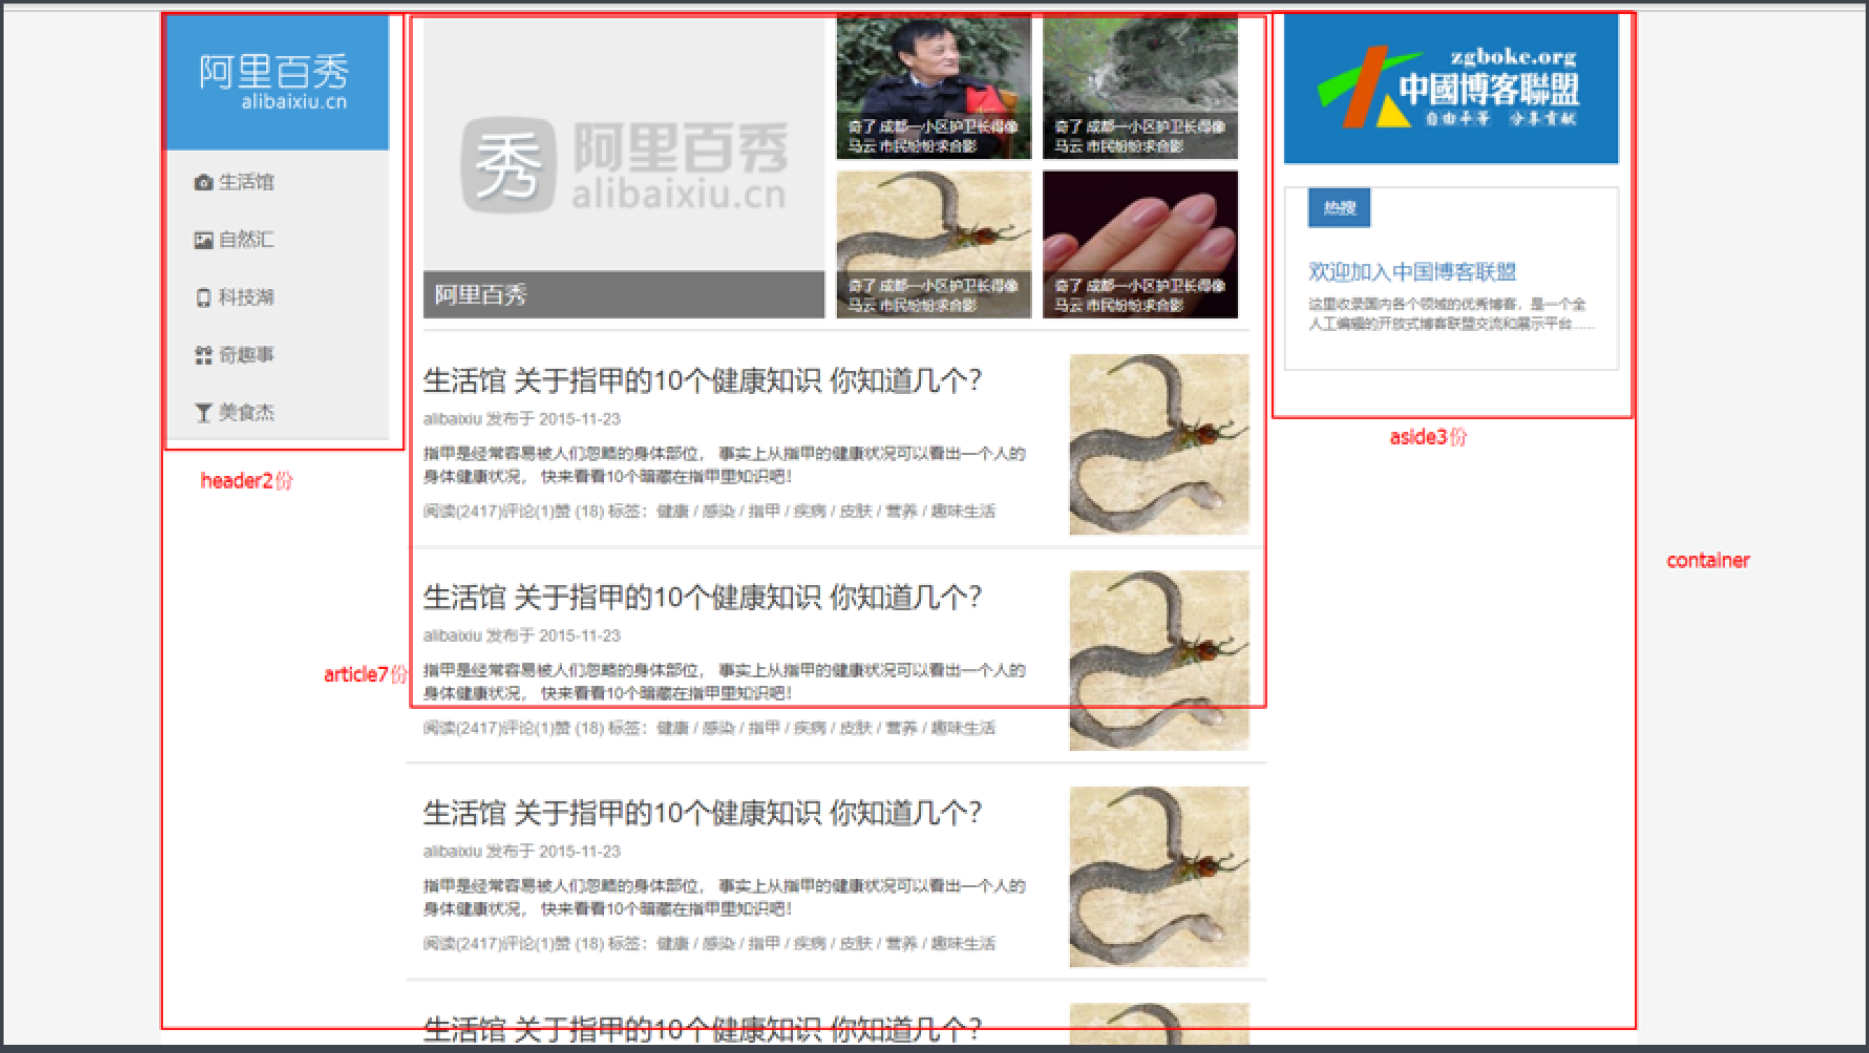 阿里百秀
alibaixiu.cn
生活馆
自然汇
科技湖
奇趣事
美食杰
header2份
秀 阿里百秀
alibaixiu.cn
阿里百秀
奇了 成都一小区护卫长得像
马云 市民纷纷求合影
奇了 成都一小区护卫长得像
马云 市民纷纷求合影
奇了 成都一小区护卫长得像
马云 市民纷纷求合影
奇了 成都一小区护卫长得像
马云 市民纷纷求合影
生活馆 关于指甲的10个健康知识 你知道几个?
alibaixiu 发布于 2015-11-23
指甲是经常容易被人们忽略的身体部位， 事实上从指甲的健康状况可以看出一个人的
身体健康状况， 快来看看10个暗藏在指甲里知识吧!
阅读(2417)评论(1)赞 (18) 标签：健康 / 感染 / 指甲 / 疾病 / 皮肤 / 营养 / 趣味生活
生活馆 关于指甲的10个健康知识 你知道几个?
alibaixiu 发布于 2015-11-23
指甲是经常容易被人们忽略的身体部位， 事实上从指甲的健康状况可以看出一个人的
身体健康状况， 快来看看10个暗藏在指甲里知识吧!
阅读(2417)评论(1)赞 (18) 标签：健康 / 感染 / 指甲 / 疾病 / 皮肤 / 营养 / 趣味生活
article7份
生活馆 关于指甲的10个健康知识 你知道几个?
alibaixiu 发布于 2015-11-23
指甲是经常容易被人们忽略的身体部位， 事实上从指甲的健康状况可以看出一个人的
身体健康状况， 快来看看10个暗藏在指甲里知识吧!
阅读(2417)评论(1)赞 (18) 标签：健康 / 感染 / 指甲 / 疾病 / 皮肤 / 营养 / 趣味生活
生活馆 关于指甲的10个健康知识 你知道几个?
zgboke.org
中國博客聯盟
自由平等 分享貢献
热搜
欢迎加入中国博客联盟
这里收录国内各个领域的优秀博客，是一个全
人工编辑的开放式博客联盟交流和展示平台......
aside3份
container